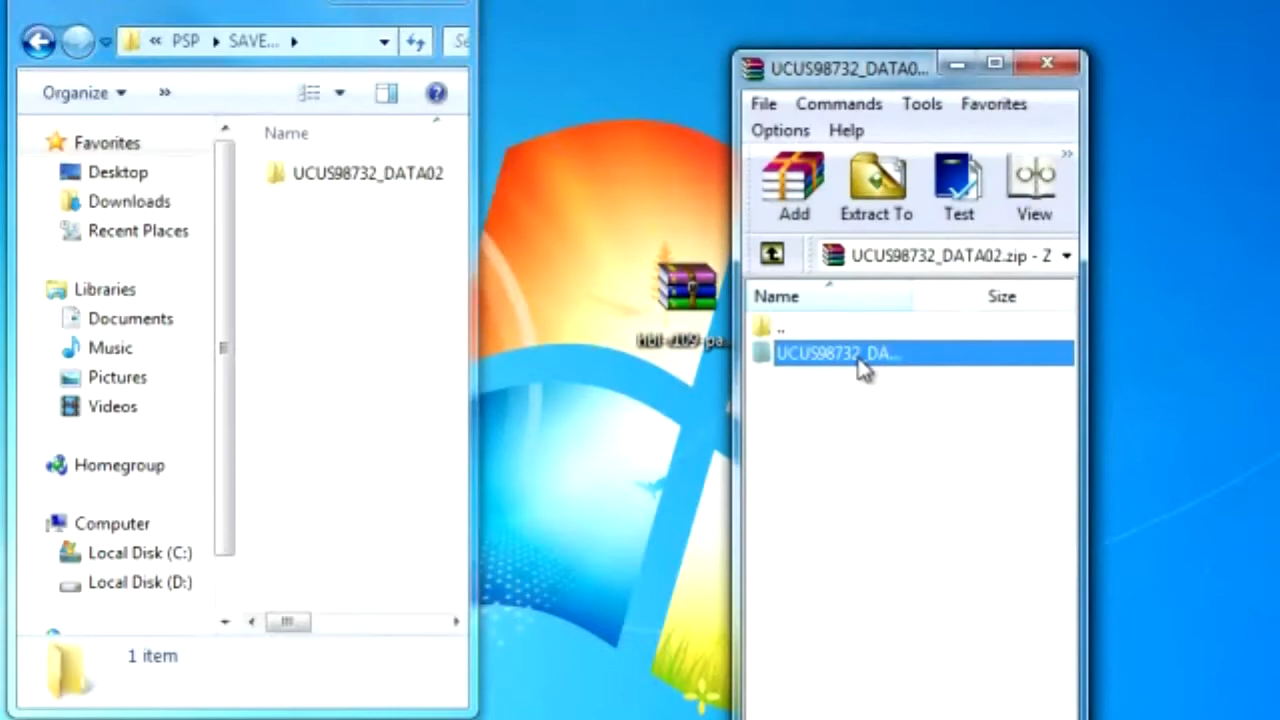 « PSP ▸ SAVE... ▸
Organize ▼ »
Name
UCUS98732_DATA02
Favorites
Desktop
Downloads
Recent Places
Libraries
Documents
Music
Pictures
Videos
Homegroup
Computer
Local Disk (C:)
Local Disk (D:)
1 item
UCUS98732_DATA0...
File Commands Tools Favorites
Options Help
Add Extract To Test View
UCUS98732_DATA02.zip - Z
Name Size
..
UCUS98732_DA...